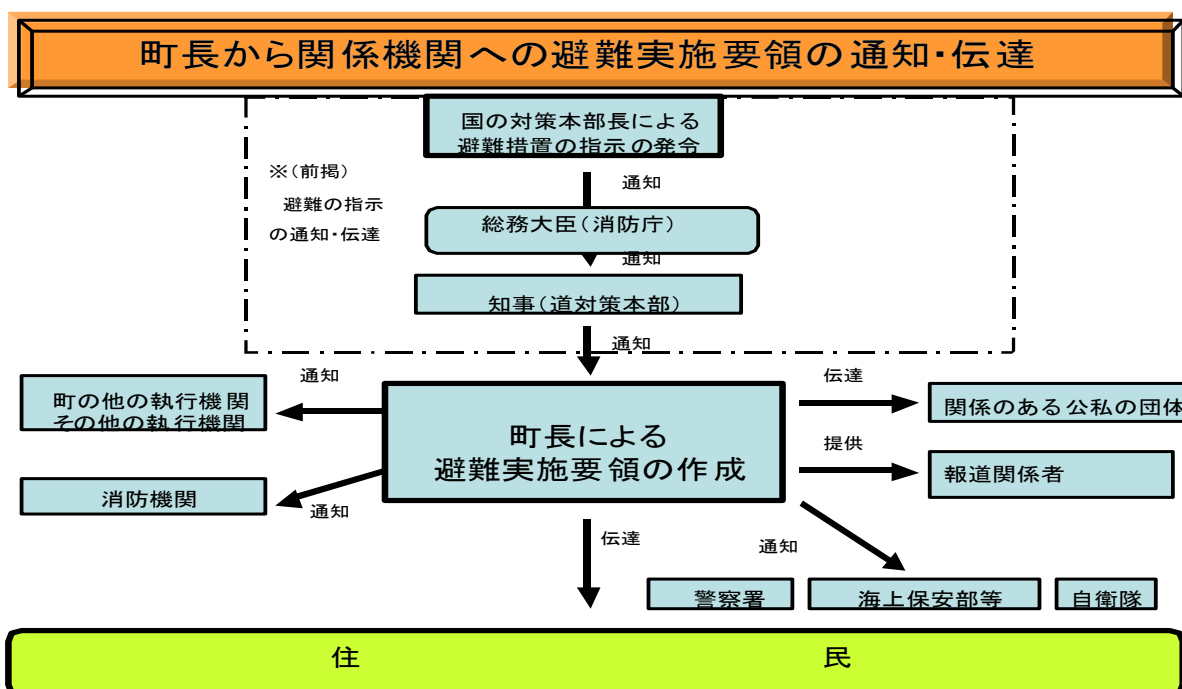 町長から関係機関への避難実施要領の通知・伝達
国の対策本部長による
避難措置の指示の発令
※(前掲)
避難の指示
の通知・伝達
通知
総務大臣(消防庁)
通知
知事(道対策本部)
通知
通知
町の他の執行機関
その他の執行機関
伝達
関係のある公私の団体
町長による
避難実施要領の作成
提供
報道関係者
消防機関
通知
伝達
通知
警察署
海上保安部等
自衛隊
住民